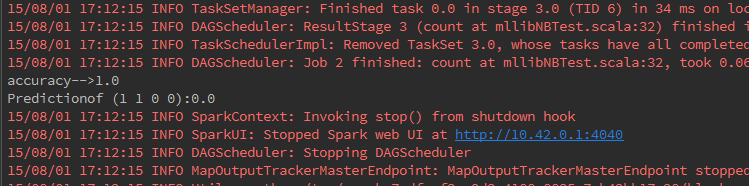 15/08/01 17:12:15 INFO TaskSetManager: Finished task 0.0 in stage 3.0 (TID 6) in 34 ms on
15/08/01 17:12:15 INFO DAGScheduler: ResultStage 3 (count at mllibNBTest.scala:32) finished
15/08/01 17:12:15 INFO TaskSchedulerImpl: Removed TaskSet 3.0, whose tasks have all completed
15/08/01 17:12:15 INFO DAGScheduler: Job 2 finished: count at mllibNBTest.scala:32, took
accuracy-->1.0
Predictionof (1 1 0 0):0.0
15/08/01 17:12:15 INFO SparkContext: Invoking stop() from shutdown hook
15/08/01 17:12:15 INFO SparkUI: Stopped Spark web UI at http://10.42.0.1:4040
15/08/01 17:12:15 INFO DAGScheduler: Stopping DAGScheduler
15/08/01 17:12:15 INFO MapOutputTrackerMasterEndpoint: MapOutputTrackerMasterEndpoint stopped